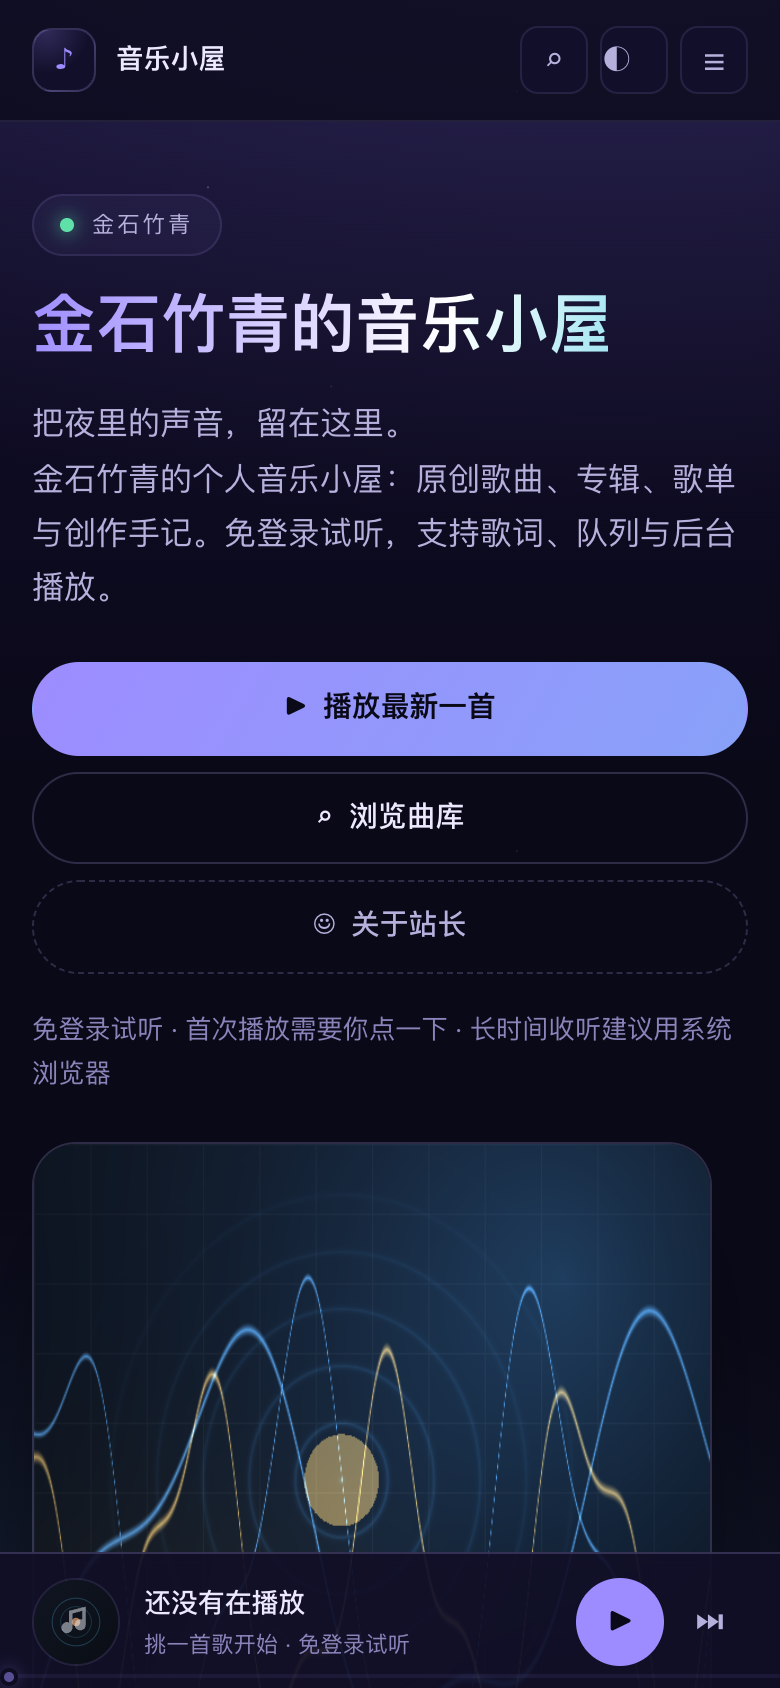 音乐小屋
金石竹青
金石竹青的音乐小屋
把夜里的声音，留在这里。
金石竹青的个人音乐小屋：原创歌曲、专辑、歌单
与创作手记。免登录试听，支持歌词、队列与后台
播放。
播放最新一首
浏览曲库
关于站长
免登录试听 · 首次播放需要你点一下 · 长时间收听建议用系统
浏览器
还没有在播放
挑一首歌开始 · 免登录试听